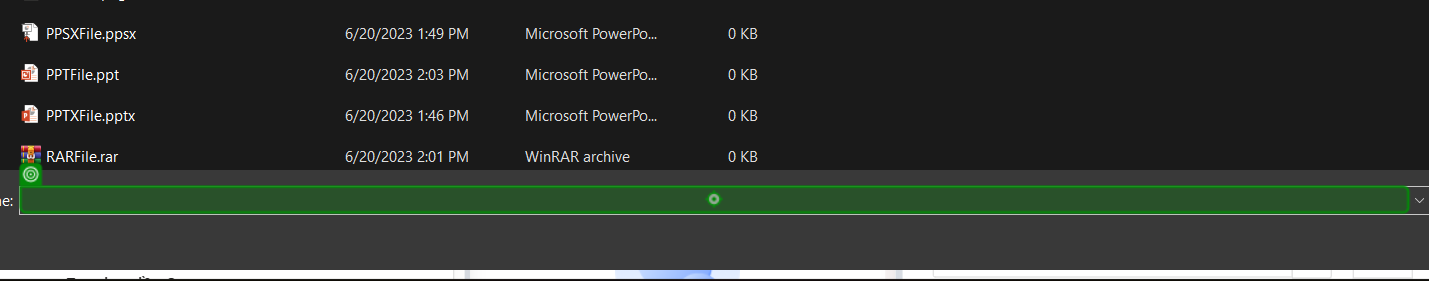 PPSXFile.ppsx 6/20/2023 1:49 PM Microsoft PowerPo... 0 KB
PPTFile.ppt 6/20/2023 2:03 PM Microsoft PowerPo... 0 KB
PPTXFile.pptx 6/20/2023 1:46 PM Microsoft PowerPo... 0 KB
RARFile.rar 6/20/2023 2:01 PM WinRAR archive 0 KB
ne: